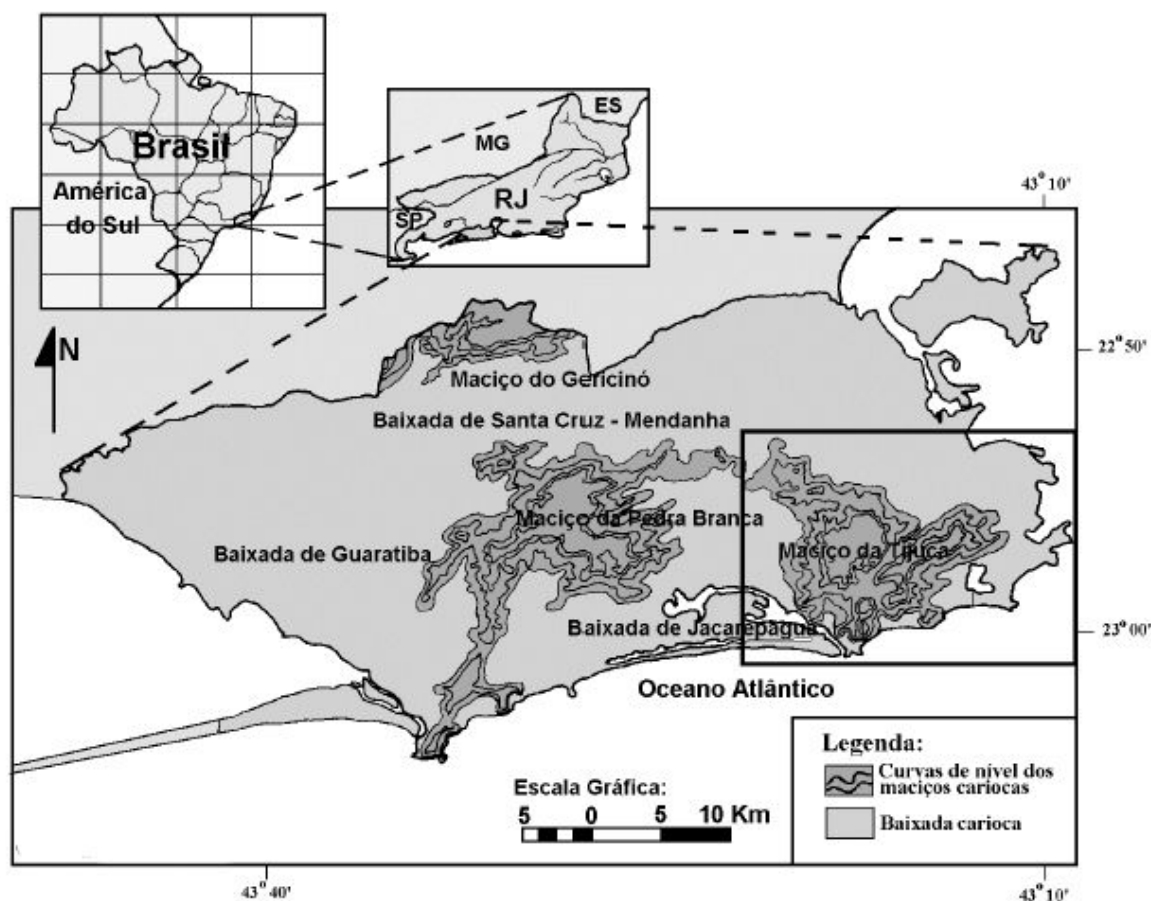 Brasil
América
do Sul
ES
MG
RJ
SP
43° 10'
N
22° 50'
Maciço do Gericinó
Baixada de Santa Cruz - Mendanha
Maciço da Pedra Branca
Maciço da Tijuca
Baixada de Guaratiba
Baixada de Jacarepaguá
23° 00'
Oceano Atlântico
Legenda:
Curvas de nível dos
maciços cariocas
Baixada carioca
Escala Gráfica:
5 0 5 10 Km
43° 40'
43° 10'